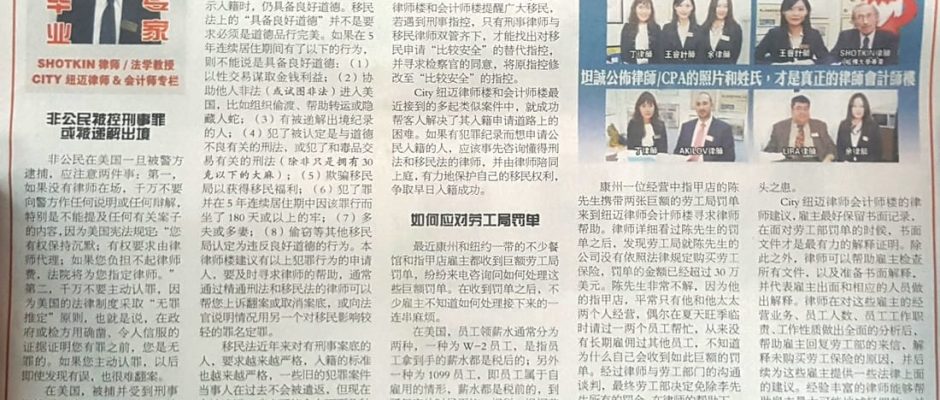 专
毕 家
业
SHOTKIN 律师 / 法学教授
CITY 纽迈律师 & 会计师专栏
非公民被控刑事罪
或被递解出境
非公民在美国一旦被警方
逮捕，应注意两件事：第一，
如果没有律师在场，千万不要
向警方作任何说明或任何辩解，
特别是不能提及任何有关案子
的内容，因为美国宪法规定：“您
有权保持沉默；有权要求由律
师代理；如果您负担不起律师
费，法院将为您指定律师。”
第二，千万不要主动认罪，因
为美国的法律制度采取“无罪
推定”原则，也就是说，在政
府或检方用确凿，令人信服的
证据证明您有罪之前，您是无
罪的。如果您主动认罪，以后
即使发现有误，也很难翻案。
在美国，被捕并受到刑事
示入籍时，仍具备良好道德。移民
法上的“具备良好道德”并不是要
求必须是道德品行完美。如果在 5
年连续居住期间有了以下的行为，
则不能说是具备良好道德：（1）
以性交易谋取金钱利益；（2）协
助他人非法（或试图非法）进入美
国，比如组织偷渡、帮助转运或隐
藏人蛇；（3）有被递解出境纪录
的人；（4）犯了被认定是与道德
不良有关的刑法，或犯了和毒品交
易有关的刑法（除非只是拥有 30
克以下的大麻）；（5）欺骗移民
局以获得移民福利；（6）犯了罪
并在 5 年连续居住期中因该罪行而
坐了 180 天或以上的牢；（7）多
夫或多妻；（8）偷窃等其他移民
局认定为违反良好道德的行为。本
律师楼建议有以上犯罪行为的申请
人，要及时寻求律师的帮助，通常
通过精通刑法和移民法的律师可以
帮您上诉翻案或取消案底，或向法
官说明情况用另一个对移民影响较
轻的罪名定罪。
移民法近年来对有刑事案底的
人，要求越来越严格，入籍的标准
也越来越严格，一些旧的犯罪案件
当事人在过去不会被递返，但现在
律师楼和会计师楼提醒广大移民，
若遇到刑事指控，只有刑事律师与
移民律师双管齐下，才能找出对移
民申请“比较安全”的替代指控，
并寻求检察官的同意，将原指控修
改至“比较安全”的指控。
City 纽迈律师楼和会计师楼最
近接到的多起类似案件中，就成功
帮客人解决了其入籍申请道路上的
困难。如果有犯罪纪录而想申请公
民入籍的人，应该事先咨询懂得刑
法和移民法的律师，并由律师陪同
上庭，有力地保护自己的移民权利，
争取早日入籍成功。
如何应对劳工局罚单
最近康州和纽约一带的不少餐
馆和指甲店雇主都收到巨额劳工局
罚单，纷纷来电咨询问如何处理这
些巨额罚单。在收到罚单之后，不
少雇主不知道如何处理接下来的一
连串麻烦。
在美国，员工领薪水通常分为
两种，一种为 W-2 员工，是指员
工拿到手的薪水都是税后的；另外
一种为 1099 员工，即员工属于自
雇用的情形，薪水都是税前的，到
丁律師
王會計師
余律師
王會計師
SHOTKIN律師
坦誠公佈律師/CPA的照片和姓氏，才是真正的律師會計師樓
丁律師
AKILOV律師
LIRA律師
余律師
康州一位经营中指甲店的陈
先生携带两张巨额的劳工局罚单
来到纽迈律师会计师楼寻求律师
帮助。律师详细看过陈先生的罚
单之后，发现劳工局就陈先生的
公司没有依照法律规定购买劳工
保险，罚单的金额已经超过 30 万
美元。陈先生非常不解，因为他
的指甲店，平常只有他和他太太
两个人经营，偶尔在夏天旺季临
时请过一两个员工帮忙，从来没
有长期雇佣过其他员工，不知道
为什么自己会收到如此巨额的罚
单。经过律师与劳工部门的沟通
谈判，最终劳工部决定免除李先
头之患。
City 纽迈律师会计师楼的律
师建议，雇主最好保留书面记录，
在面对劳工部罚单的时候，书面
文件才是最有力的解释证明。除
此之外，律师可以帮助雇主检查
所有文件，以及准备书面解释，
并代表雇主出面和相应的人员做
出解释。律师在对这些雇主的经
营业务、员工人数、员工工作职
责、工作性质做出全面的分析后，
帮助雇主回复劳工部的来信，解
释未购买劳工保险的原因，并后
续为这些雇主提供一些法律上面
的建议。经验丰富的律师能够帮